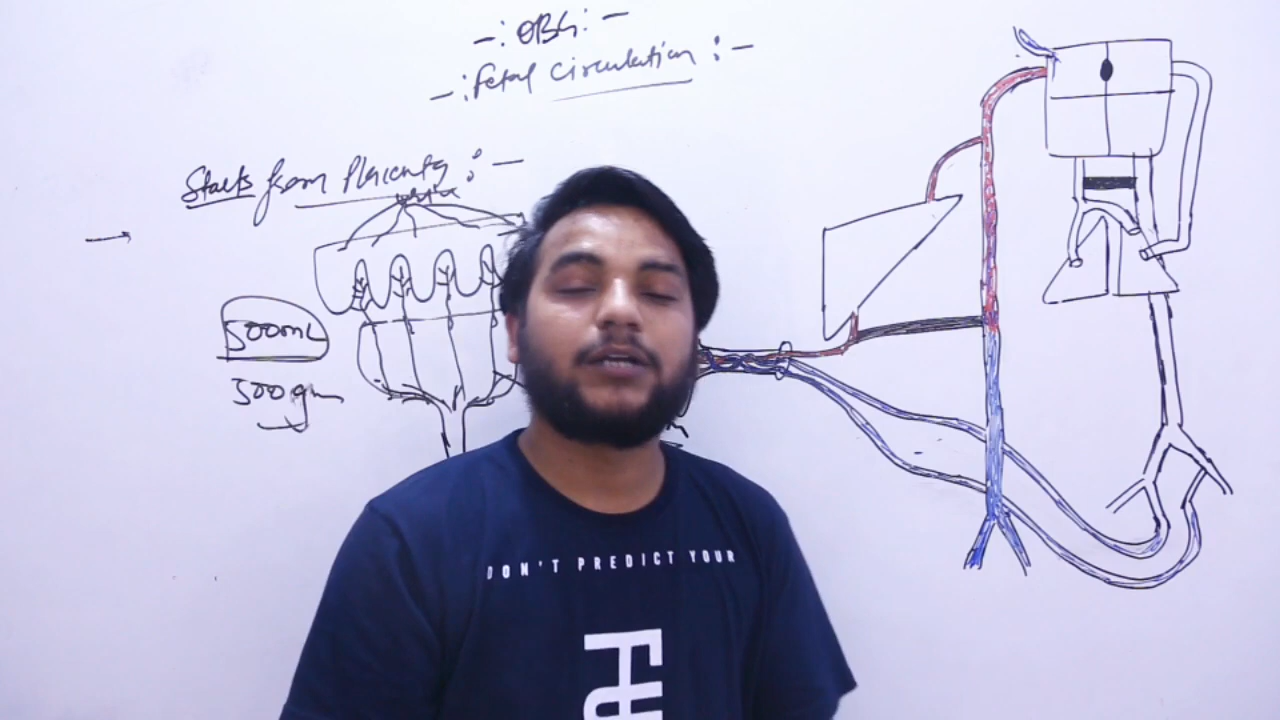 -: OBG: -
-: Fetal Circulation :-
Starts from Placenta :-
500mL
500gm
DON'T PREDICT YOUR